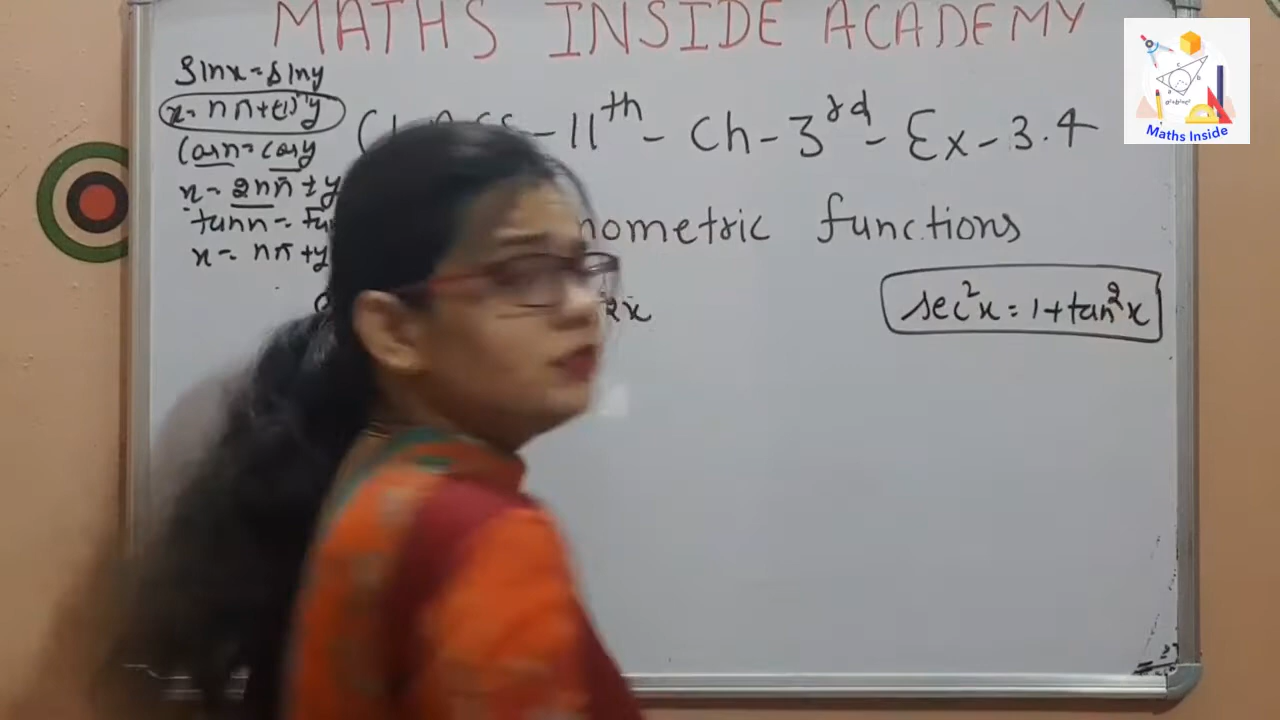 MATHS INSIDE ACADEMY
Sinx = Siny
x = nπ+(-1)ⁿy
Cosx = Cosy
x = 2nπ ± y
tanx =
x = nπ + y
- 11th - Ch - 3rd - Ex - 3.4
nometric functions
2x
sec²x = 1 + tan²x
Maths Inside